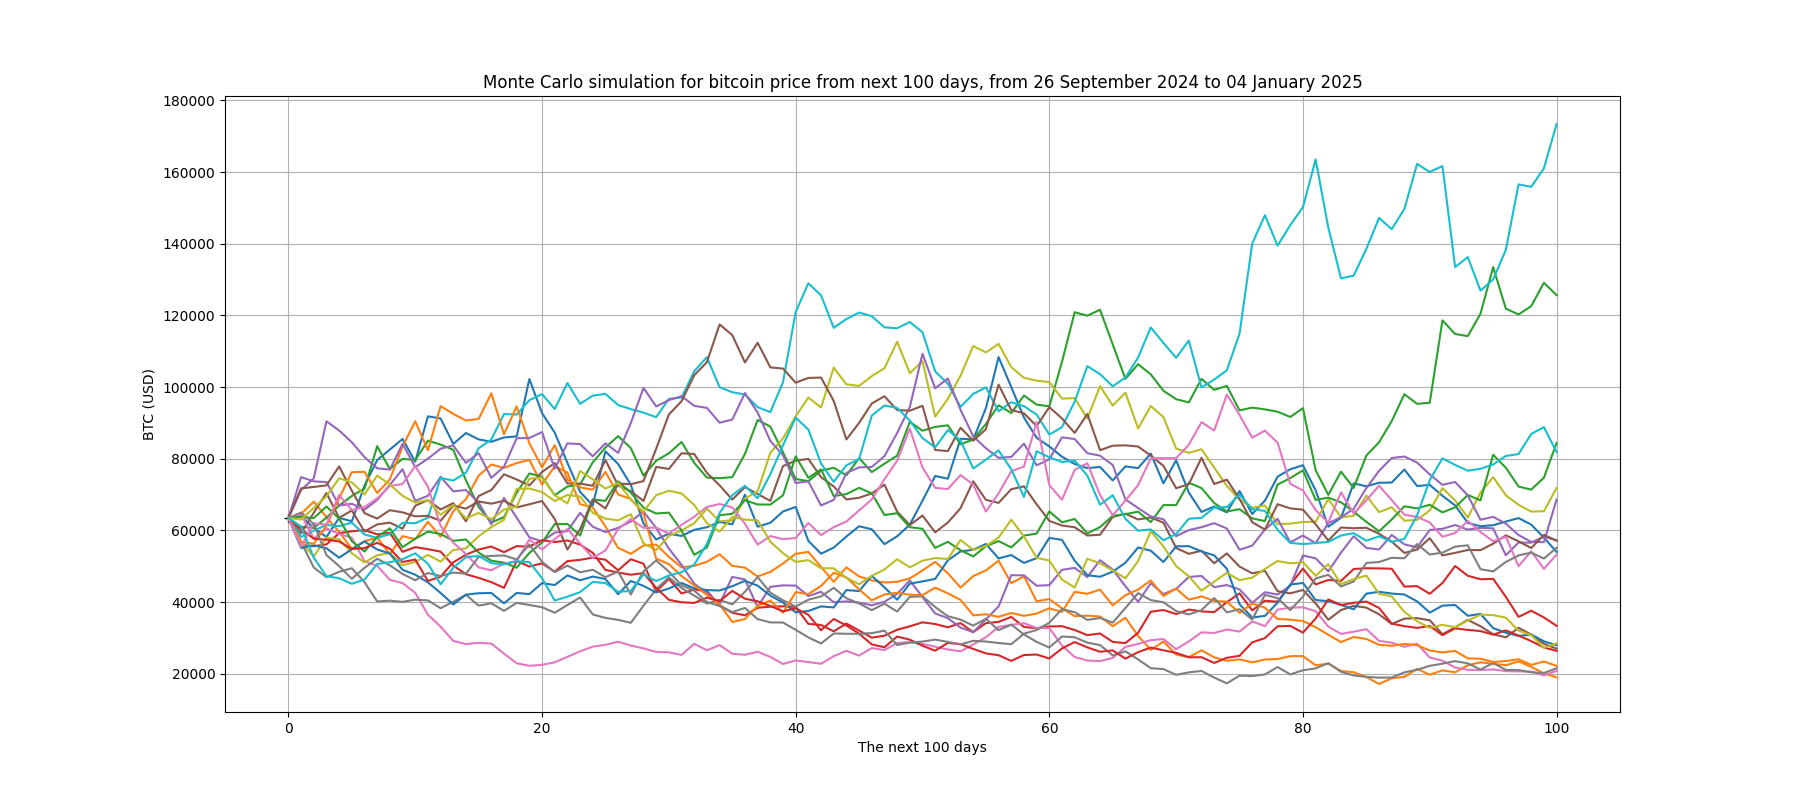 Monte Carlo simulation for bitcoin price from next 100 days, from 26 September 2024 to 04 January 2025
180000
160000
140000
120000
100000
80000
60000
40000
20000
BTC (USD)
0 20 40 60 80 100
The next 100 days